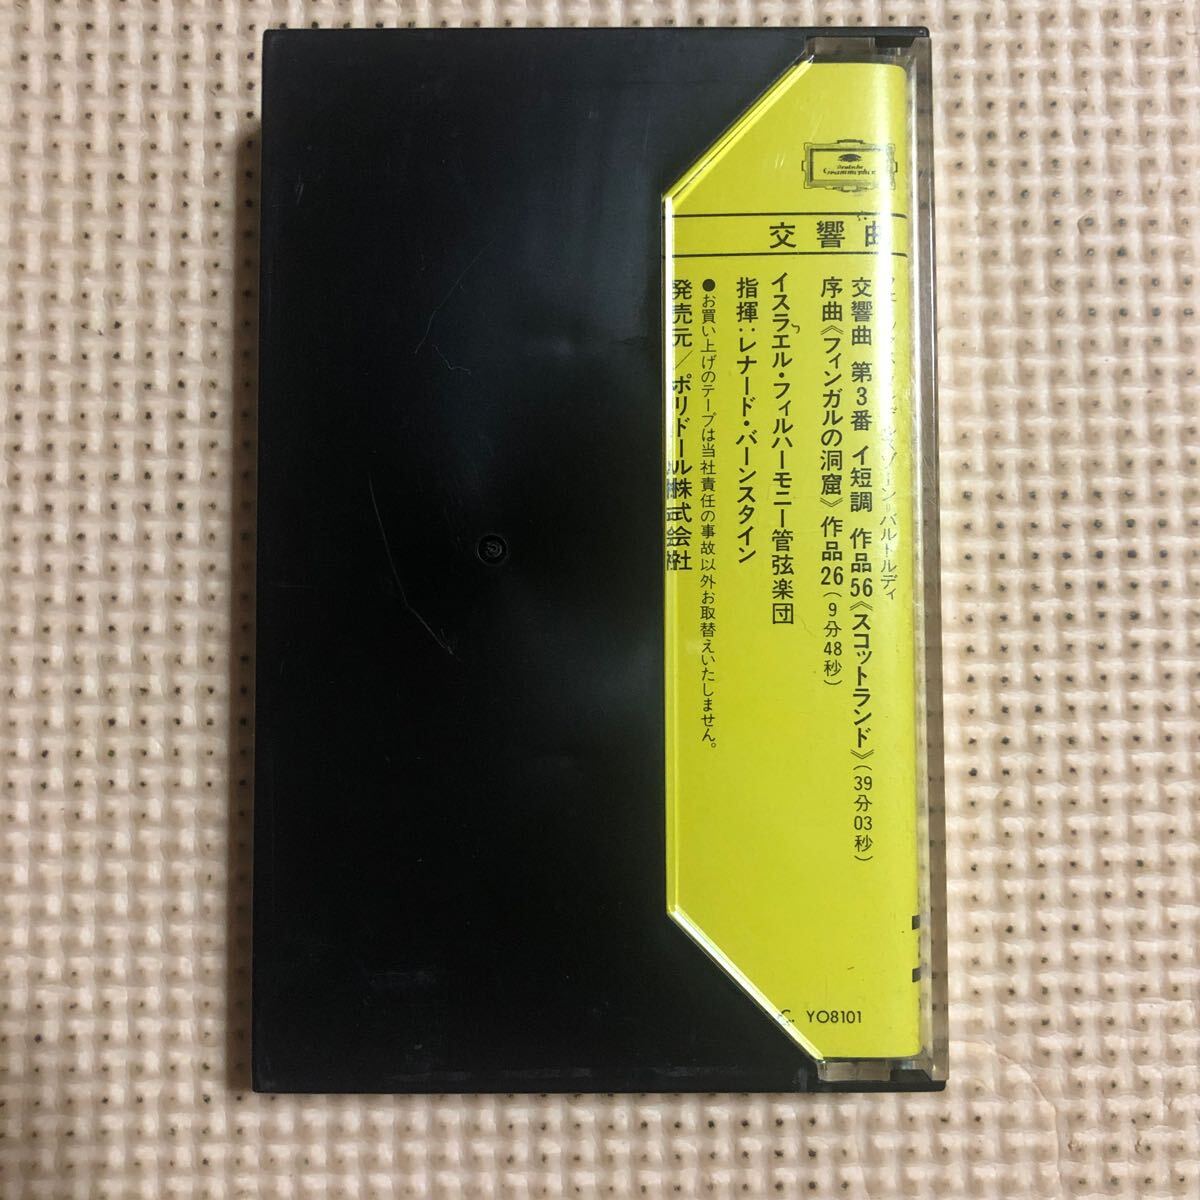 Deutsche
Grammophon
交響曲
メンデルスゾーン=バルトルディ
交響曲 第3番 イ短調 作品56《スコットランド》(39分03秒)
序曲《フィンガルの洞窟》作品26(9分48秒)
イスラエル・フィルハーモニー管弦楽団
指揮:レナード・バーンスタイン
●お買い上げのテープは当社責任の事故以外お取替えいたしません。
発売元/ポリドール株式会社
C. YO8101